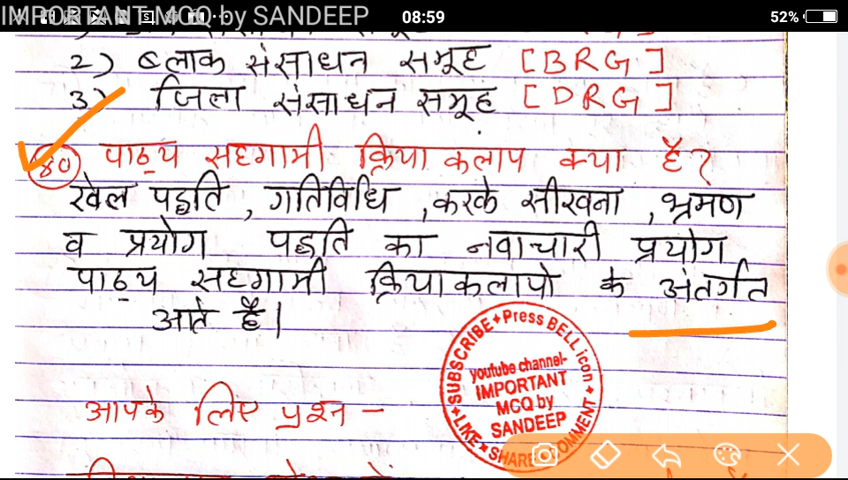 IMPORTANT MCQ by SANDEEP
08:59
52%
2) ब्लाक संसाधन समूह [BRG]
3) जिला संसाधन समूह [DRG]
40 पाठ्य सहगामी क्रियाकलाप क्या है?
खेल पद्दति, गतिविधि, करके सीखना, भ्रमण
व प्रयोग पद्दति का नवाचारी प्रयोग
पाठ्य सहगामी क्रियाकलापो के अंतर्गत
आते है।
SUBSCRIBE+Press BELL icon+
youtube channel-
IMPORTANT
MCQ by
SANDEEP
LIKE SHARE COMMENT
आपके लिए प्रश्न -